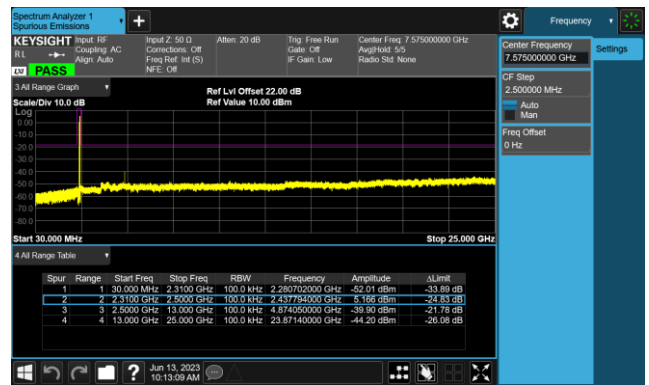 Spectrum Analyzer 1
Spurious Emissions
Frequency
KEYSIGHT Input: RF Input Z: 50 Ω Atten: 20 dB Trig: Free Run Center Freq: 7.575000000 GHz
RL Coupling: AC Corrections: Off Gate: Off Avg|Hold: 5/5
Align: Auto Freq Ref: Int (S) IF Gain: Low Radio Std: None
LXI PASS NFE: Off
Center Frequency
7.575000000 GHz
Settings
CF Step
2.500000 MHz
Auto
Man
Freq Offset
0 Hz
3 All Range Graph
Ref Lvl Offset 22.00 dB
Scale/Div 10.0 dB Ref Value 10.00 dBm
Log
0.00
-10.0
-20.0
-30.0
-40.0
-50.0
-60.0
-70.0
-80.0
Start 30.000 MHz Stop 25.000 GHz
4 All Range Table
Spur Range Start Freq Stop Freq RBW Frequency Amplitude ΔLimit
1 1 30.000 MHz 2.3100 GHz 100.0 kHz 2.280702000 GHz -52.01 dBm -33.89 dB
2 2 2.3100 GHz 2.5000 GHz 100.0 kHz 2.437794000 GHz 5.166 dBm -24.83 dB
3 3 2.5000 GHz 13.000 GHz 100.0 kHz 4.874050000 GHz -39.90 dBm -21.78 dB
4 4 13.000 GHz 25.000 GHz 100.0 kHz 23.87140000 GHz -44.20 dBm -26.08 dB
Jun 13, 2023
10:13:09 AM